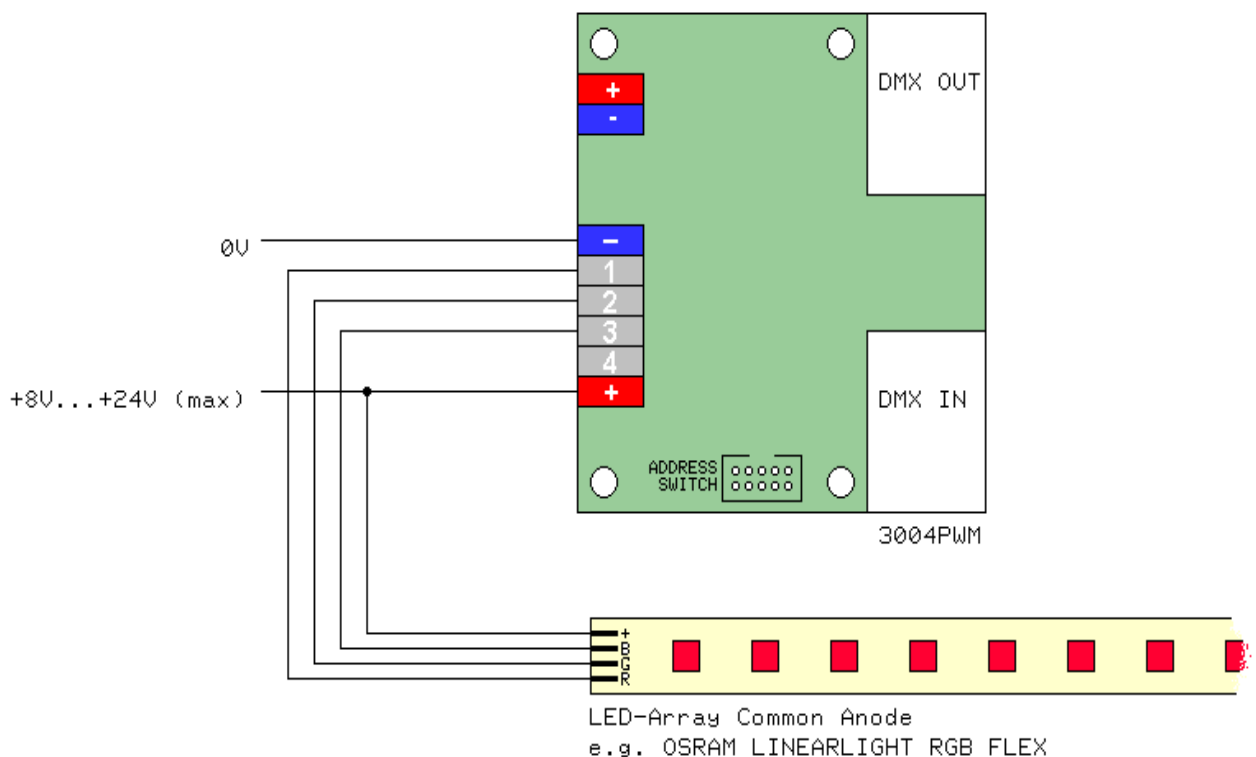 DMX OUT
+
-
0V
−
1
2
3
4
+
+8V...+24V (max)
DMX IN
ADDRESS
SWITCH
3004PWM
+
B
G
R
LED-Array Common Anode
e.g. OSRAM LINEARLIGHT RGB FLEX